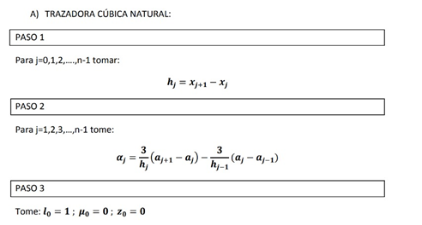 A) TRAZADORA CÚBICA NATURAL:
PASO 1
Para j=0,1,2,....,n-1 tomar:
h_j = x_{j+1} − x_j
PASO 2
Para j=1,2,3,...,n-1 tome:
α_j = 3/h_j (a_{j+1} − a_j) − 3/h_{j−1} (a_j − a_{j−1})
PASO 3
Tome: l_0 = 1 ; μ_0 = 0 ; z_0 = 0